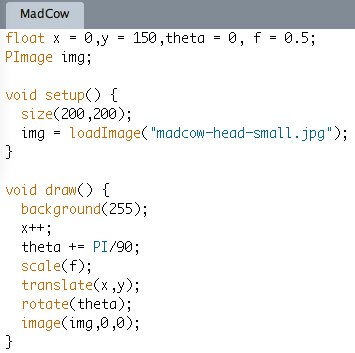 MadCow
float x = 0,y = 150,theta = 0, f = 0.5;
PImage img;
void setup() {
size(200,200);
img = loadImage("madcow-head-small.jpg");
}
void draw() {
background(255);
x++;
theta += PI/90;
scale(f);
translate(x,y);
rotate(theta);
image(img,0,0);
}